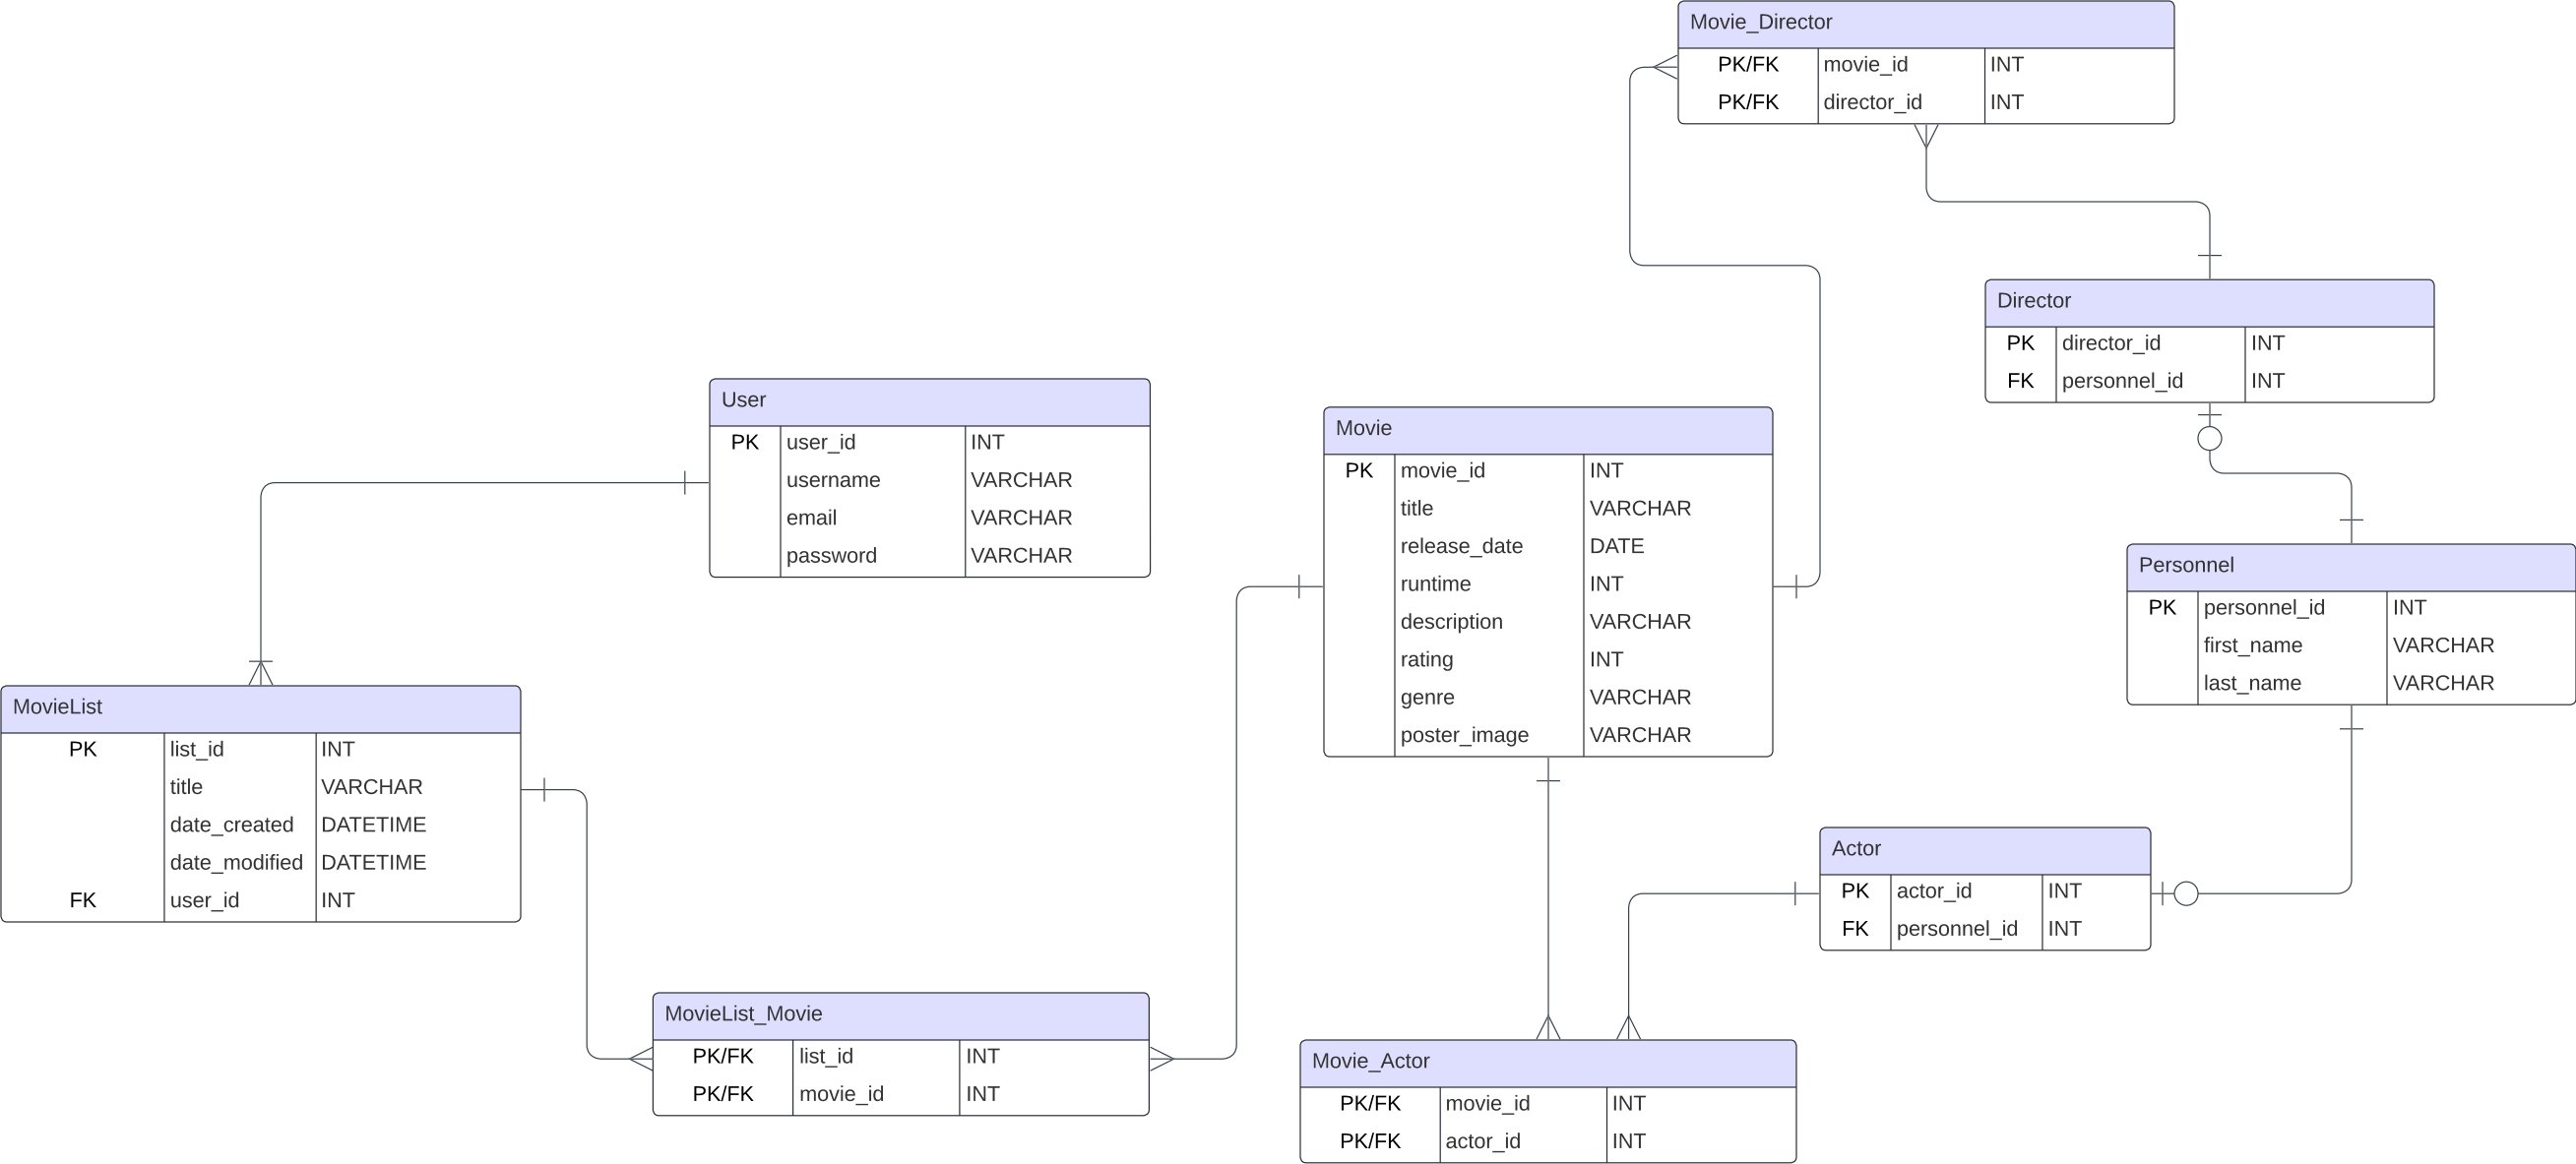 Movie_Director
PK/FK movie_id INT
PK/FK director_id INT
Director
PK director_id INT
FK personnel_id INT
User
PK user_id INT
username VARCHAR
email VARCHAR
password VARCHAR
Movie
PK movie_id INT
title VARCHAR
release_date DATE
runtime INT
description VARCHAR
rating INT
genre VARCHAR
poster_image VARCHAR
Personnel
PK personnel_id INT
first_name VARCHAR
last_name VARCHAR
MovieList
PK list_id INT
title VARCHAR
date_created DATETIME
date_modified DATETIME
FK user_id INT
Actor
PK actor_id INT
FK personnel_id INT
MovieList_Movie
PK/FK list_id INT
PK/FK movie_id INT
Movie_Actor
PK/FK movie_id INT
PK/FK actor_id INT